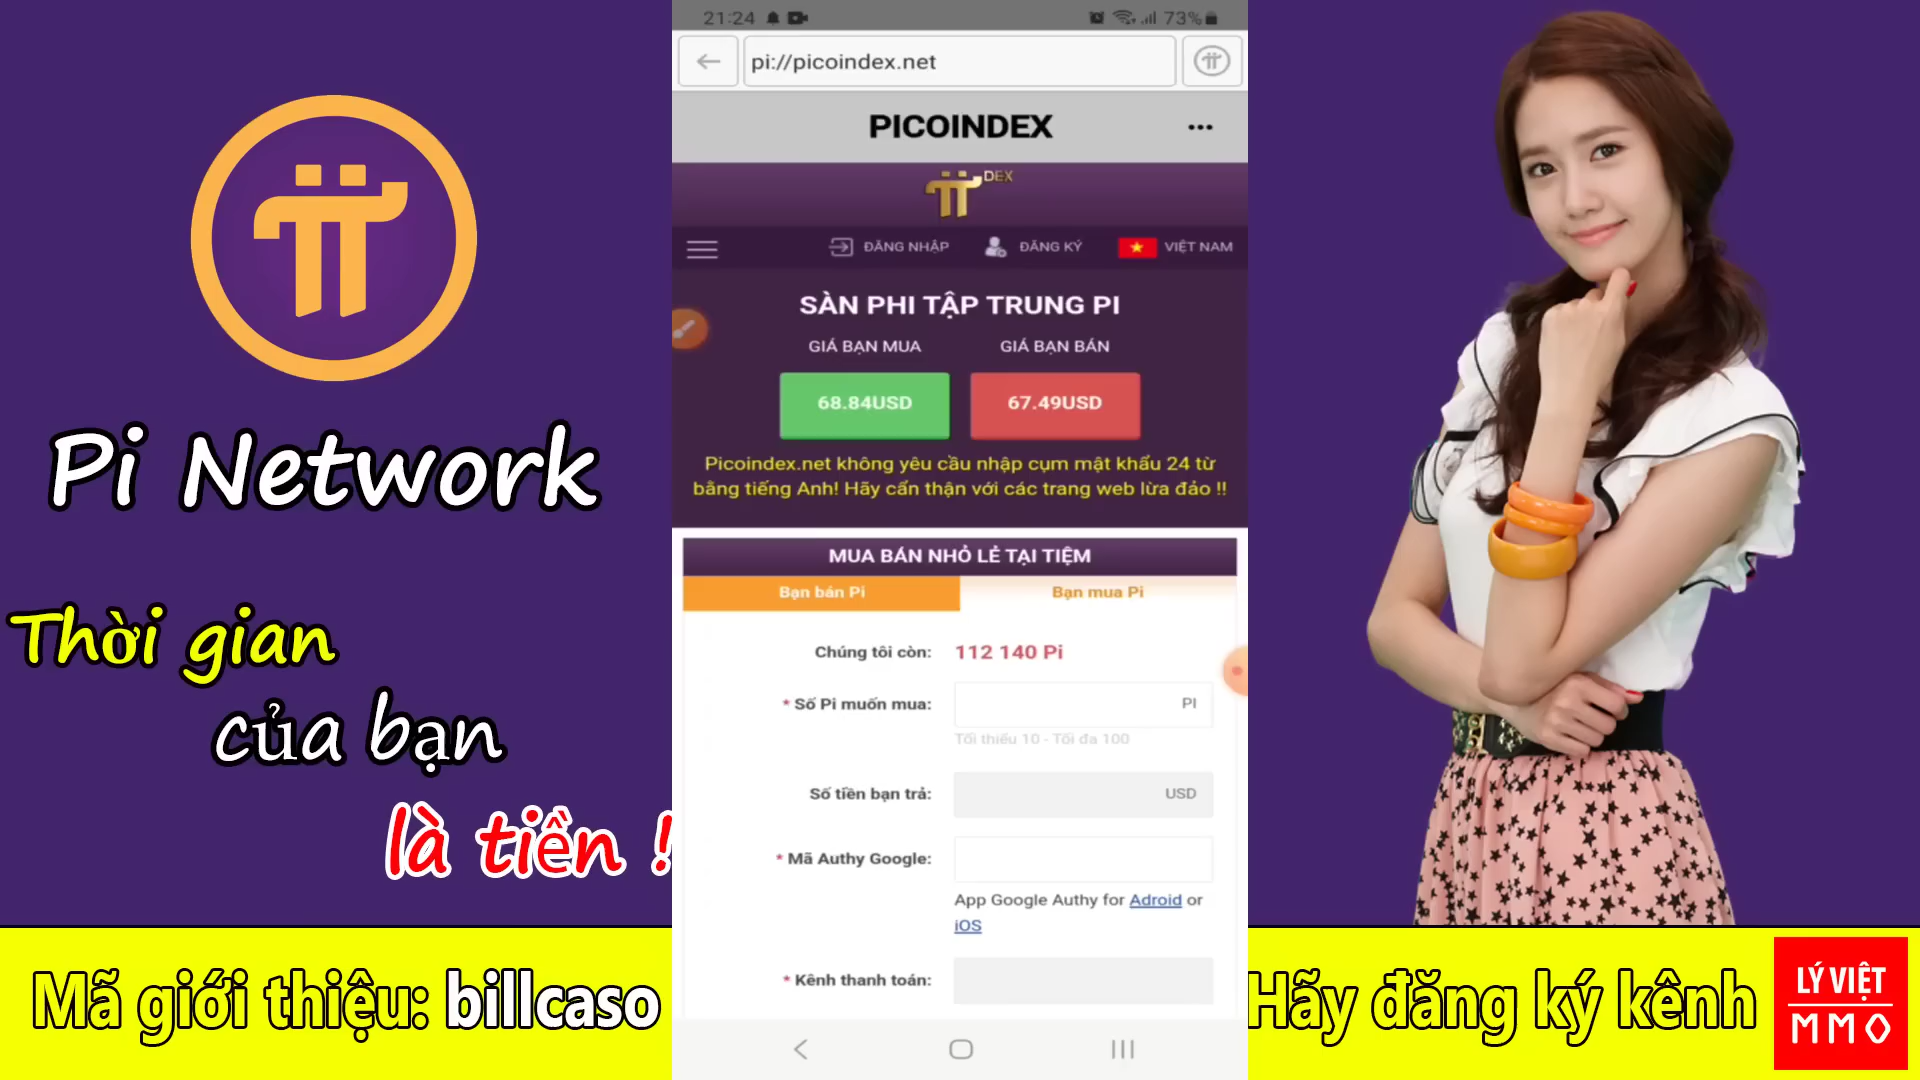 Pi Network
Thời gian
của bạn
là tiền !
Mã giới thiệu: billcaso
21:24
73%
pi://picoindex.net
PICOINDEX
DEX
ĐĂNG NHẬP
ĐĂNG KÝ
VIỆT NAM
SÀN PHI TẬP TRUNG PI
GIÁ BẠN MUA
GIÁ BẠN BÁN
68.84USD
67.49USD
Picoindex.net không yêu cầu nhập cụm mật khẩu 24 từ
bằng tiếng Anh! Hãy cẩn thận với các trang web lừa đảo !!
MUA BÁN NHỎ LẺ TẠI TIỆM
Bạn bán Pi
Bạn mua Pi
Chúng tôi còn: 112 140 Pi
* Số Pi muốn mua: PI
Tối thiểu 10 - Tối đa 100
Số tiền bạn trả: USD
* Mã Authy Google:
App Google Authy for Adroid or
iOS
* Kênh thanh toán:
Hãy đăng ký kênh
LÝ VIỆT
MMO